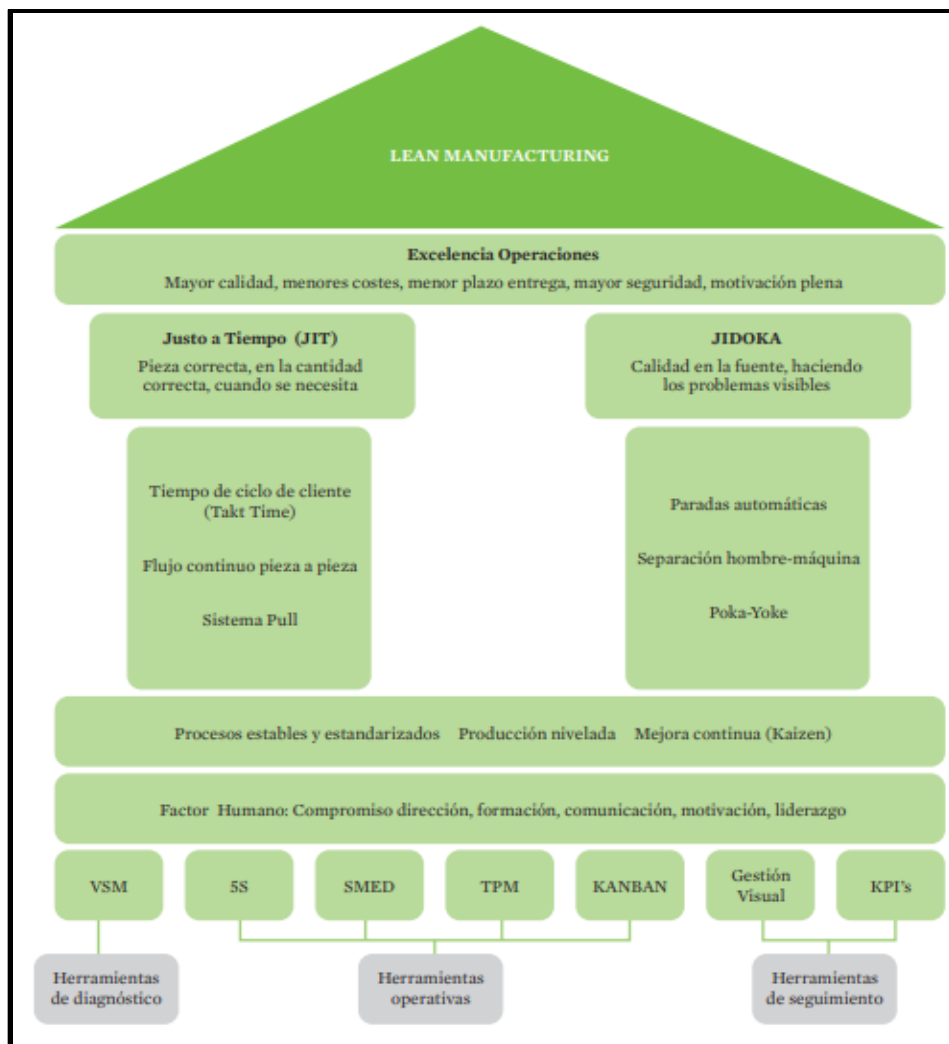 LEAN MANUFACTURING
Excelencia Operaciones
Mayor calidad, menores costes, menor plazo entrega, mayor seguridad, motivación plena
Justo a Tiempo (JIT)
Pieza correcta, en la cantidad
correcta, cuando se necesita
JIDOKA
Calidad en la fuente, haciendo
los problemas visibles
Tiempo de ciclo de cliente
(Takt Time)
Flujo continuo pieza a pieza
Sistema Pull
Paradas automáticas
Separación hombre-máquina
Poka-Yoke
Procesos estables y estandarizados Producción nivelada Mejora continua (Kaizen)
Factor Humano: Compromiso dirección, formación, comunicación, motivación, liderazgo
VSM
5S
SMED
TPM
KANBAN
Gestión
Visual
KPI's
Herramientas
de diagnóstico
Herramientas
operativas
Herramientas
de seguimiento